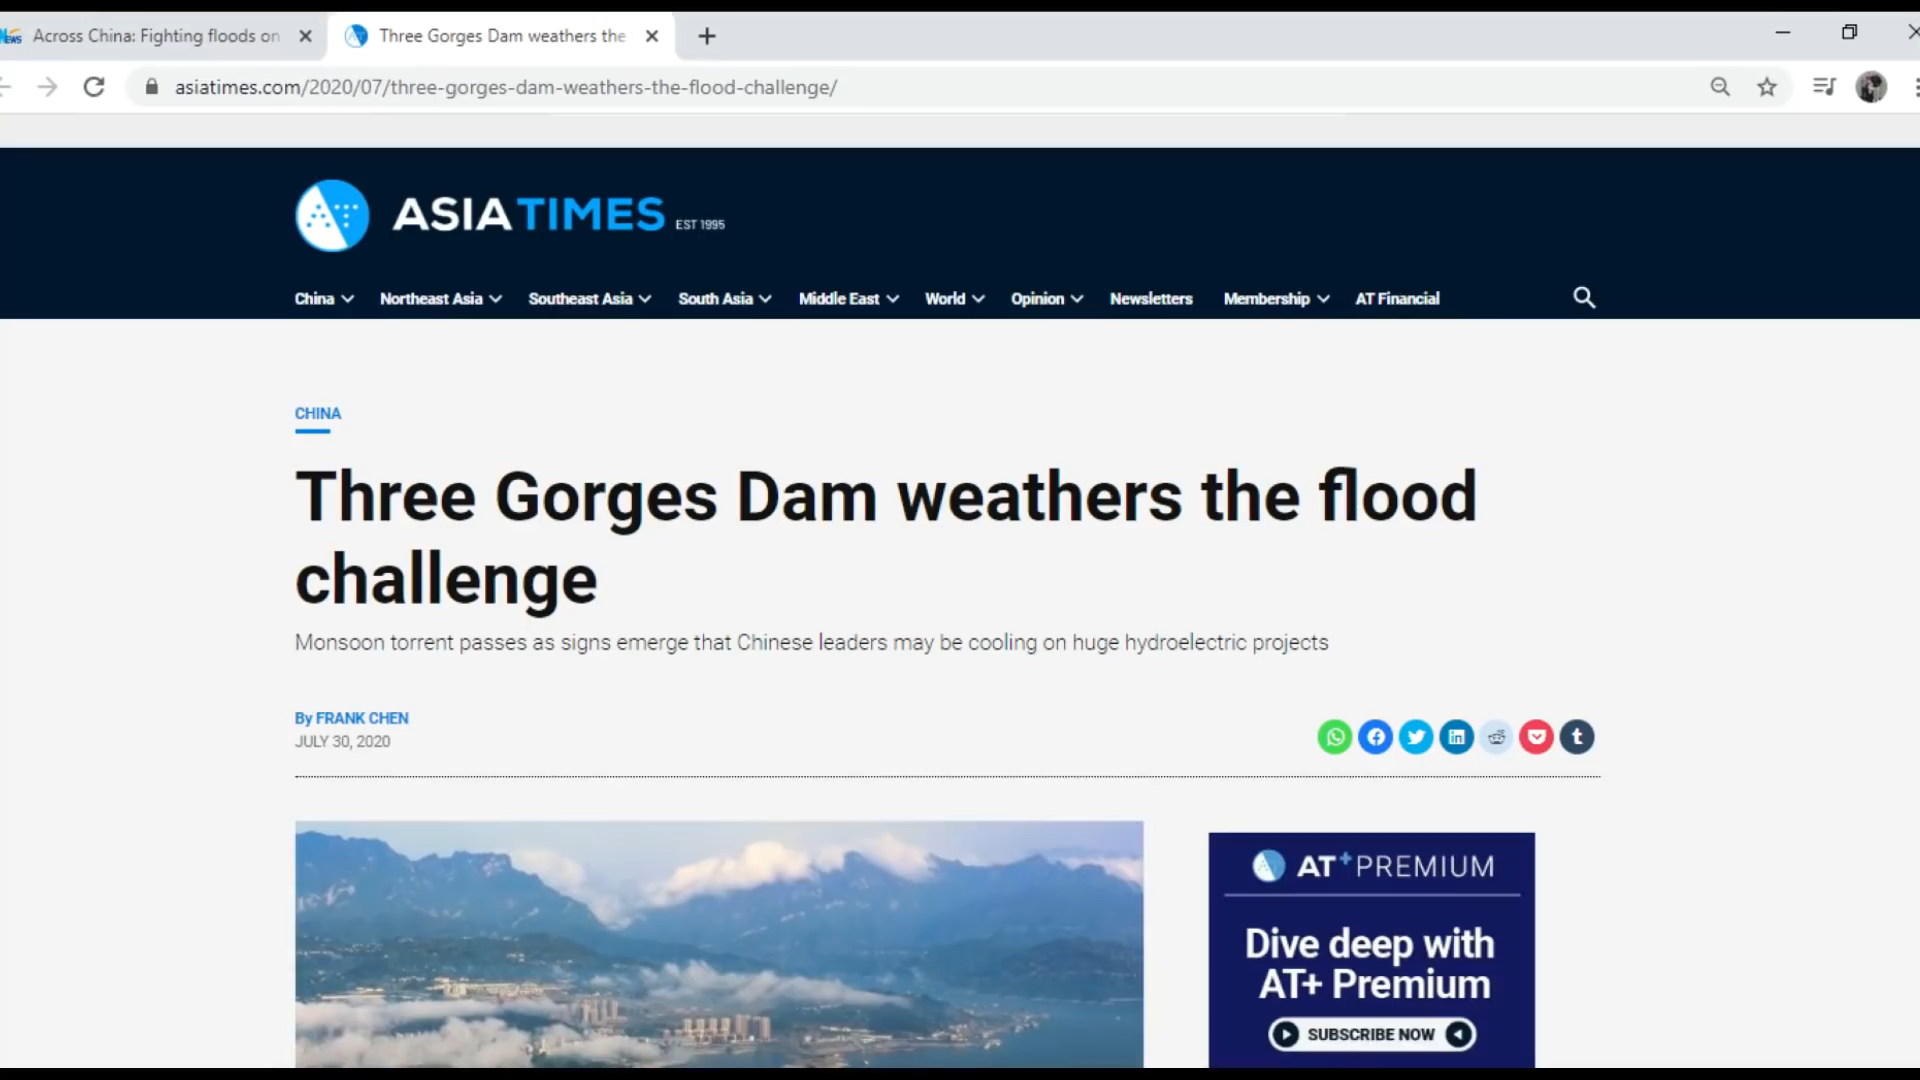 NEWS
Across China: Fighting floods on
Three Gorges Dam weathers the
asiatimes.com/2020/07/three-gorges-dam-weathers-the-flood-challenge/
ASIA TIMES EST 1995
China Northeast Asia Southeast Asia South Asia Middle East World Opinion Newsletters Membership AT Financial
CHINA
Three Gorges Dam weathers the flood
challenge
Monsoon torrent passes as signs emerge that Chinese leaders may be cooling on huge hydroelectric projects
By FRANK CHEN
JULY 30, 2020
AT+ PREMIUM
Dive deep with
AT+ Premium
SUBSCRIBE NOW